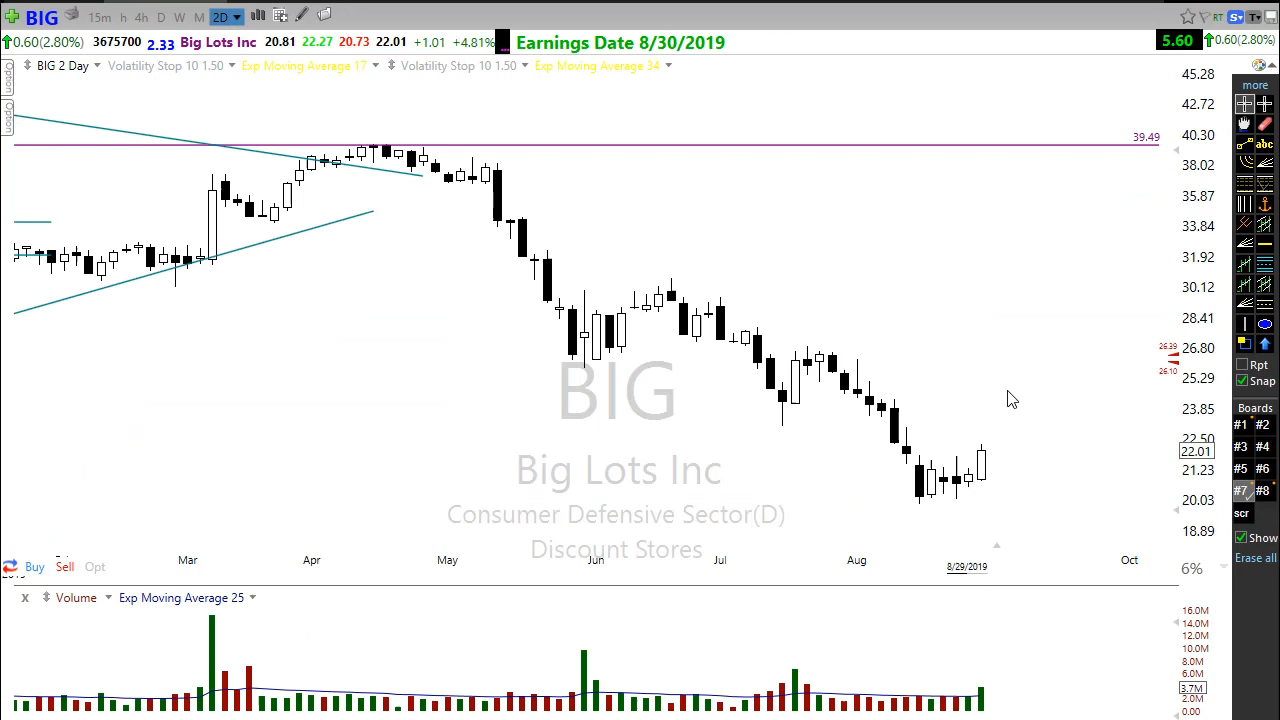 BIG 15m h 4h D W M 2D RT S T
0.60(2.80%) 3675700 2.33 Big Lots Inc 20.81 22.27 20.73 22.01 +1.01 +4.81% Earnings Date 8/30/2019 5.60 0.60(2.80%)
BIG 2 Day Volatility Stop 10 1.50 Exp Moving Average 17 Volatility Stop 10 1.50 Exp Moving Average 34
Option
Option
45.28
42.72
40.30
39.49
38.02
35.87
33.84
31.92
30.12
28.41
26.80
26.39
26.10
25.29
23.85
22.50
22.01
21.23
20.03
18.89
BIG
Big Lots Inc
Consumer Defensive Sector(D)
Discount Stores
Mar Apr May Jun Jul Aug 8/29/2019 Oct
Buy Sell Opt 6%
X Volume Exp Moving Average 25
16.0M
14.0M
12.0M
10.0M
8.0M
6.0M
3.7M
2.0M
0.00
more
abc
Rpt
Snap
Boards
#1 #2
#3 #4
#5 #6
#7 #8
scr
Show
Erase all